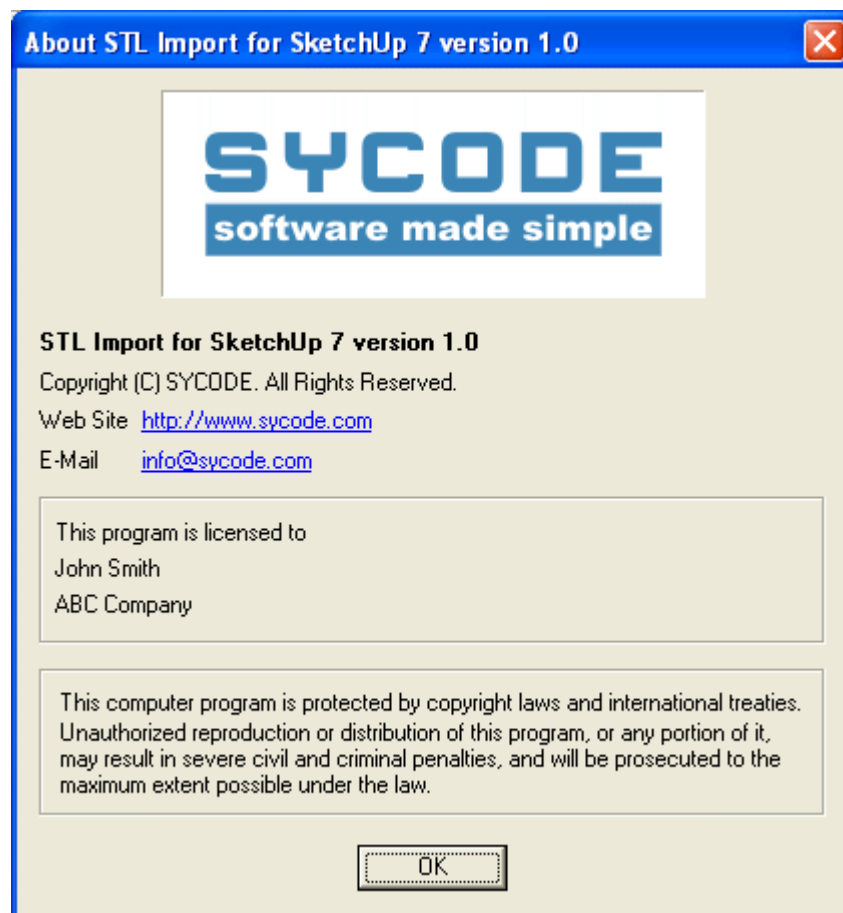 About STL Import for SketchUp 7 version 1.0
SYCODE
software made simple
STL Import for SketchUp 7 version 1.0
Copyright (C) SYCODE. All Rights Reserved.
Web Site http://www.sycode.com
E-Mail info@sycode.com
This program is licensed to
John Smith
ABC Company
This computer program is protected by copyright laws and international treaties.
Unauthorized reproduction or distribution of this program, or any portion of it,
may result in severe civil and criminal penalties, and will be prosecuted to the
maximum extent possible under the law.
OK